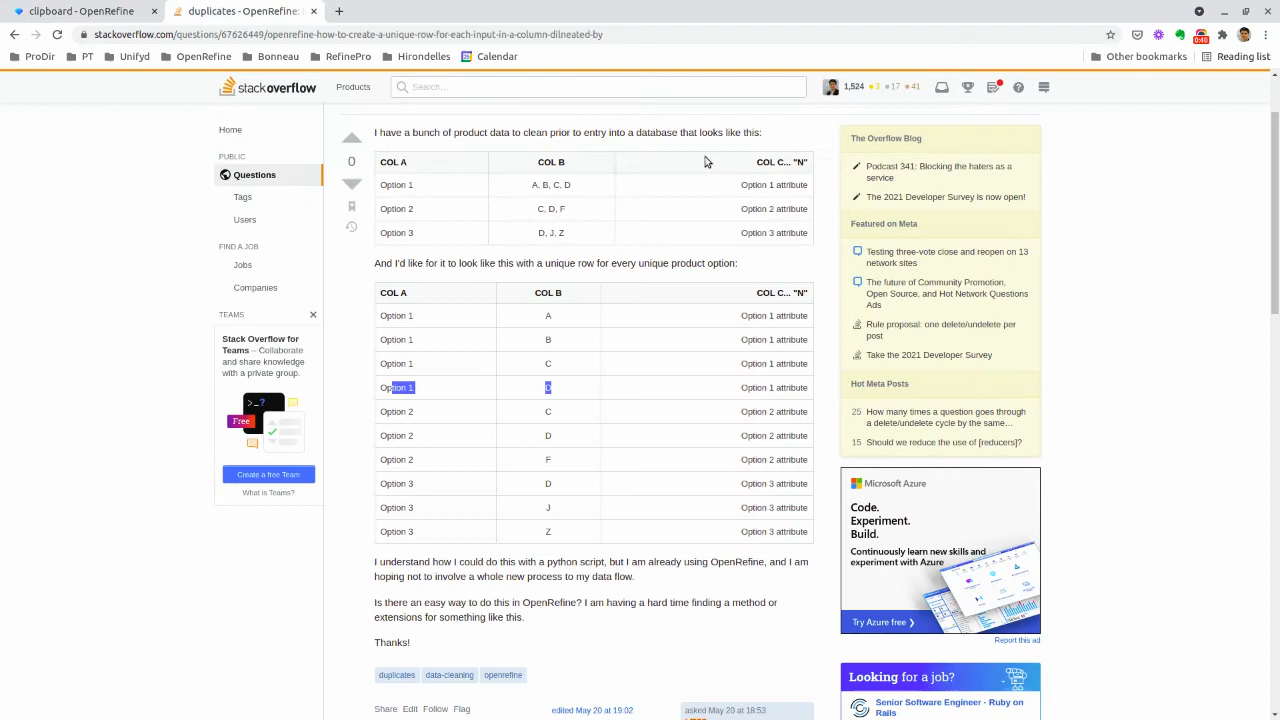 clipboard - OpenRefine
duplicates - OpenRefine:
stackoverflow.com/questions/67626449/openrefine-how-to-create-a-unique-row-for-each-input-in-a-column-dilneated-by
0:40
ProDir PT Unifyd OpenRefine Bonneau RefinePro Hirondelles Calendar Other bookmarks Reading list
stackoverflow Products Search... 1,524 3 17 41
Home
PUBLIC
Questions
Tags
Users
FIND A JOB
Jobs
Companies
TEAMS
Stack Overflow for
Teams – Collaborate
and share knowledge
with a private group.
>_?
Free
Create a free Team
What is Teams?
0
I have a bunch of product data to clean prior to entry into a database that looks like this:
COL A COL B COL C... "N"
Option 1 A, B, C, D Option 1 attribute
Option 2 C, D, F Option 2 attribute
Option 3 D, J, Z Option 3 attribute
And I'd like for it to look like this with a unique row for every unique product option:
COL A COL B COL C... "N"
Option 1 A Option 1 attribute
Option 1 B Option 1 attribute
Option 1 C Option 1 attribute
Option 1 D Option 1 attribute
Option 2 C Option 2 attribute
Option 2 D Option 2 attribute
Option 2 F Option 2 attribute
Option 3 D Option 3 attribute
Option 3 J Option 3 attribute
Option 3 Z Option 3 attribute
I understand how I could do this with a python script, but I am already using OpenRefine, and I am
hoping not to involve a whole new process to my data flow.
Is there an easy way to do this in OpenRefine? I am having a hard time finding a method or
extensions for something like this.
Thanks!
duplicates data-cleaning openrefine
Share Edit Follow Flag edited May 20 at 19:02 asked May 20 at 18:53
The Overflow Blog
Podcast 341: Blocking the haters as a
service
The 2021 Developer Survey is now open!
Featured on Meta
Testing three-vote close and reopen on 13
network sites
The future of Community Promotion,
Open Source, and Hot Network Questions
Ads
Rule proposal: one delete/undelete per
post
Take the 2021 Developer Survey
Hot Meta Posts
25 How many times a question goes through
a delete/undelete cycle by the same…
15 Should we reduce the use of [reducers]?
Microsoft Azure
Code.
Experiment.
Build.
Continuously learn new skills and
experiment with Azure
Try Azure free ❯
Report this ad
Looking for a job?
Senior Software Engineer - Ruby on
Rails